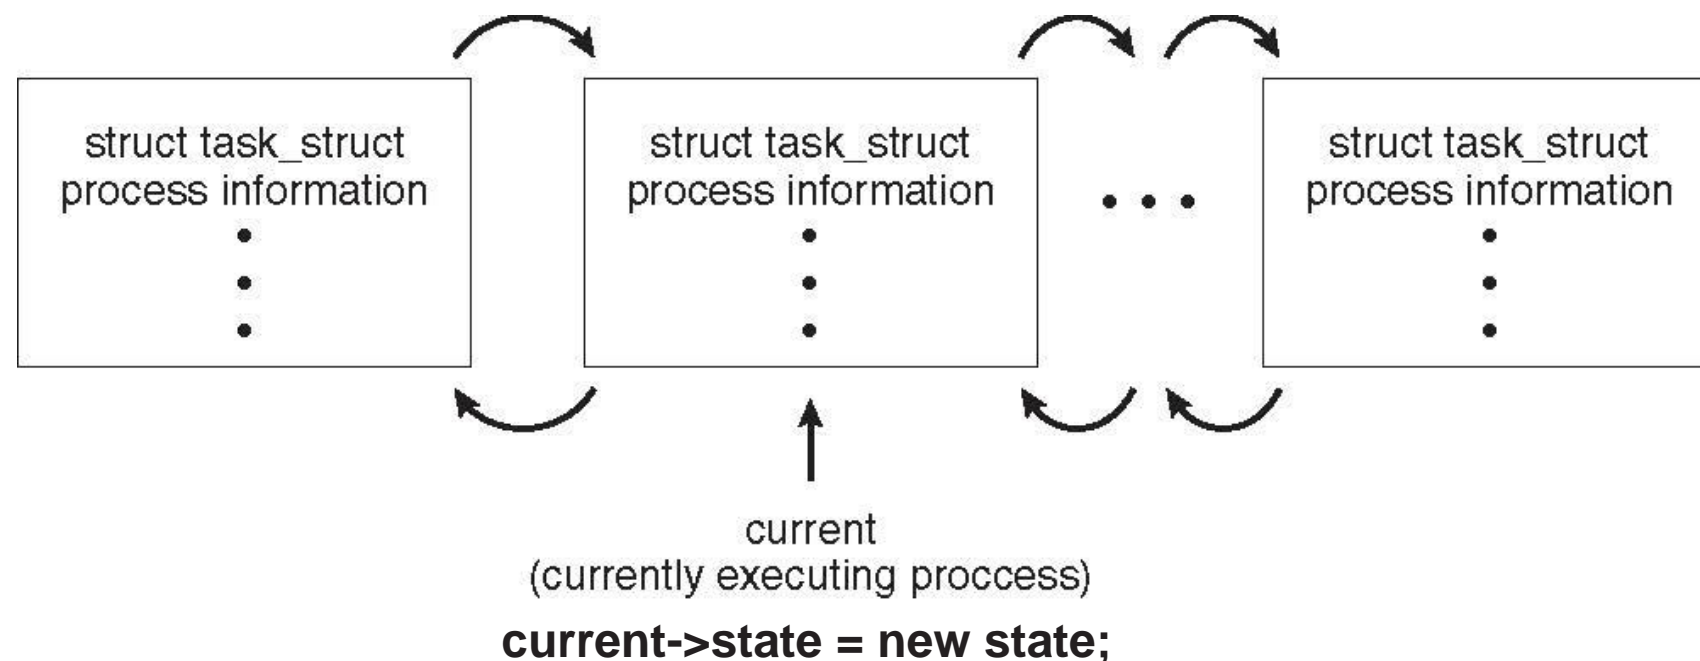 struct task_struct
process information
struct task_struct
process information
struct task_struct
process information
current
(currently executing proccess)
current->state = new state;